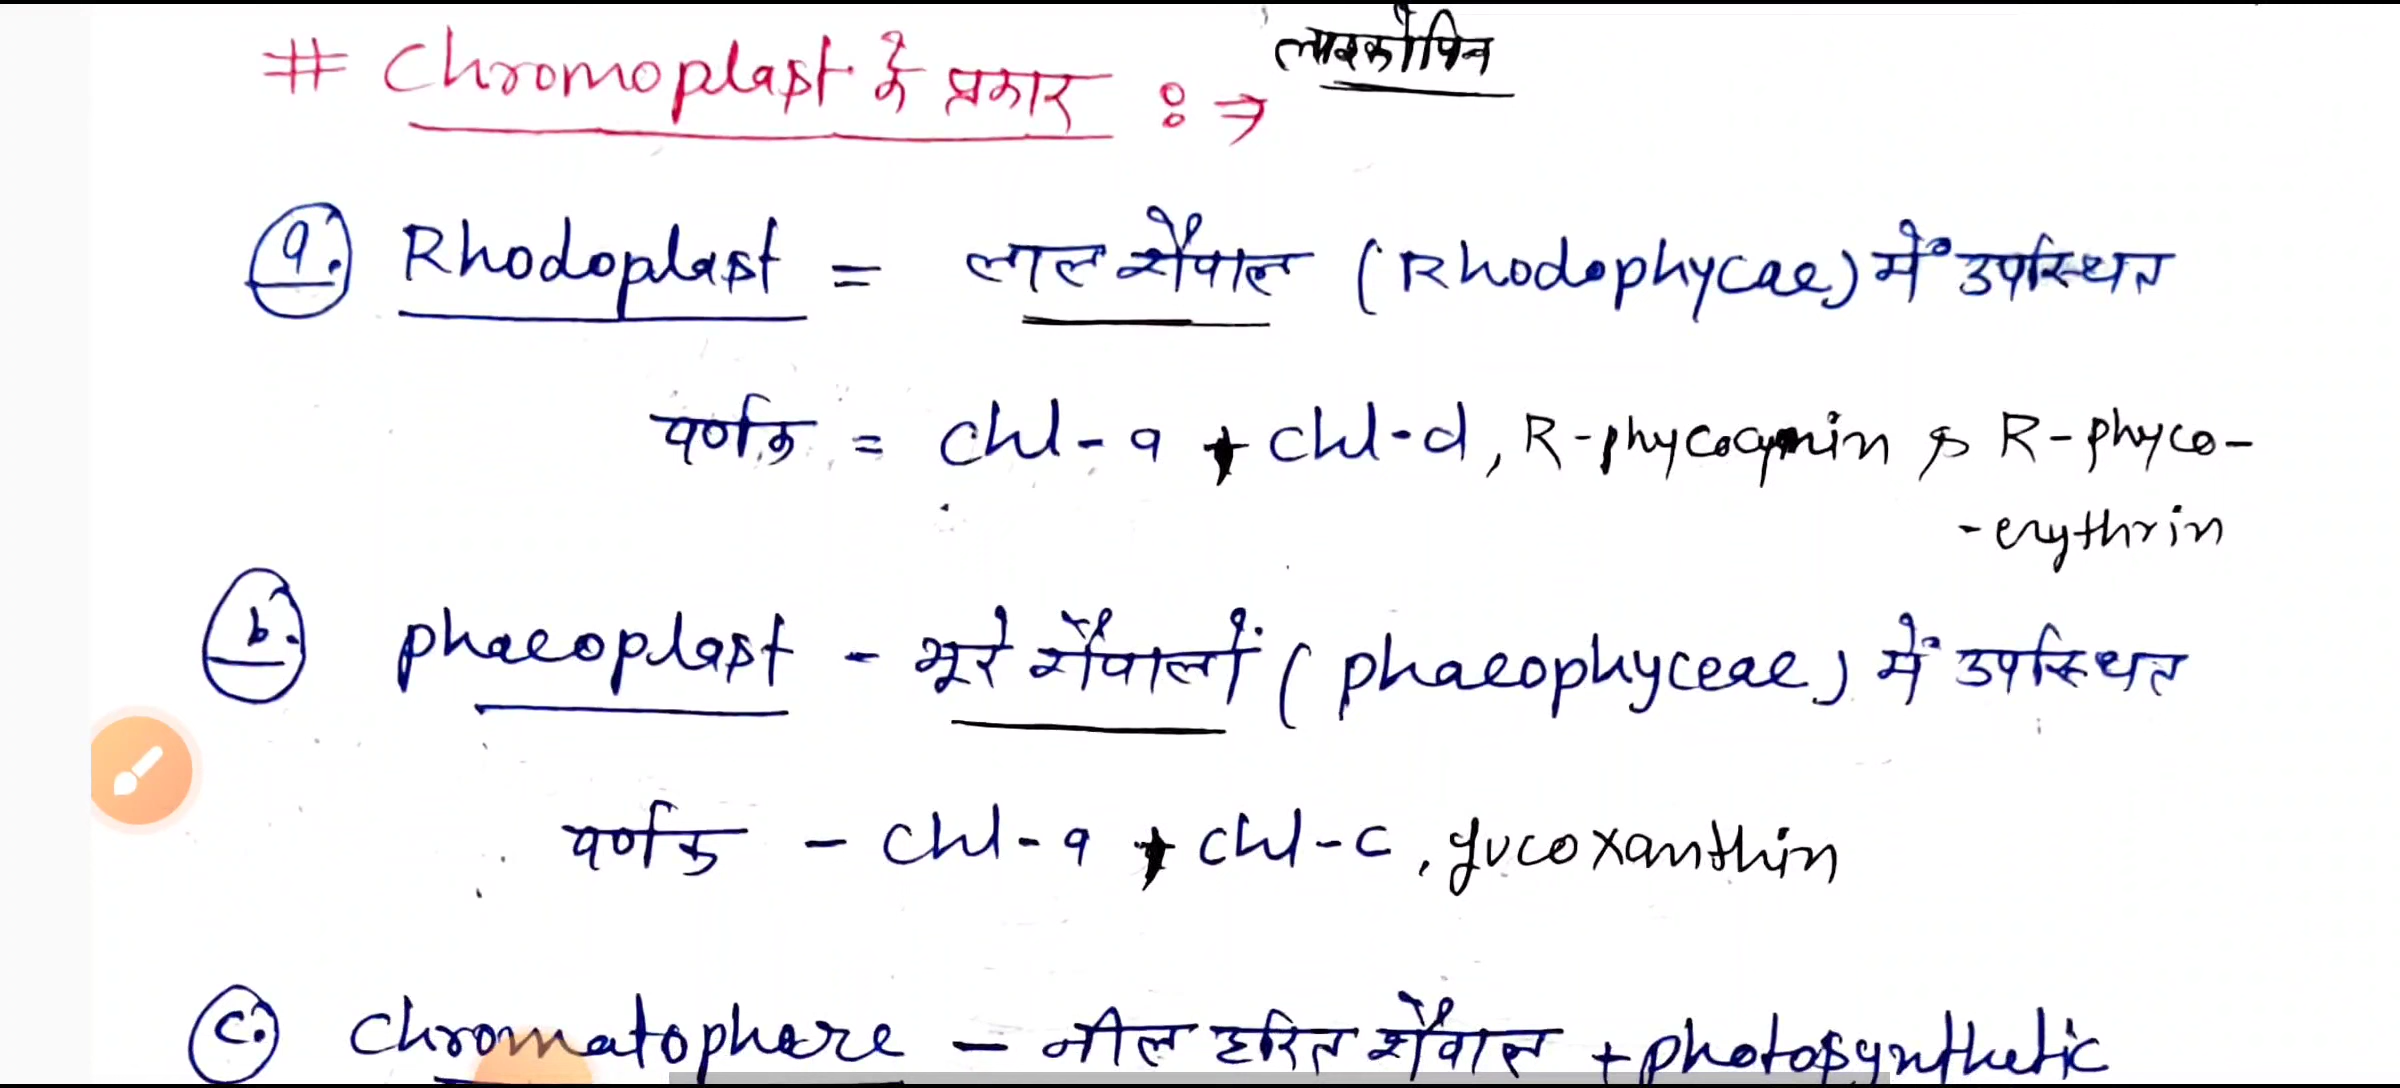 लाइकोपिन
# Chromoplast के प्रकार :→
a. Rhodoplast = लाल शैवाल (Rhodophycae) में उपस्थित
वर्णक = chl-a + chl-d, R-phycocynin & R-phyco-
-erythrin
b. phaeoplast - भूरे शैवालों (phaeophyceae) में उपस्थित
वर्णक - chl-a + chl-c, fucoxanthin
c. chromatophore - नील हरित शैवाल + photosynthetic